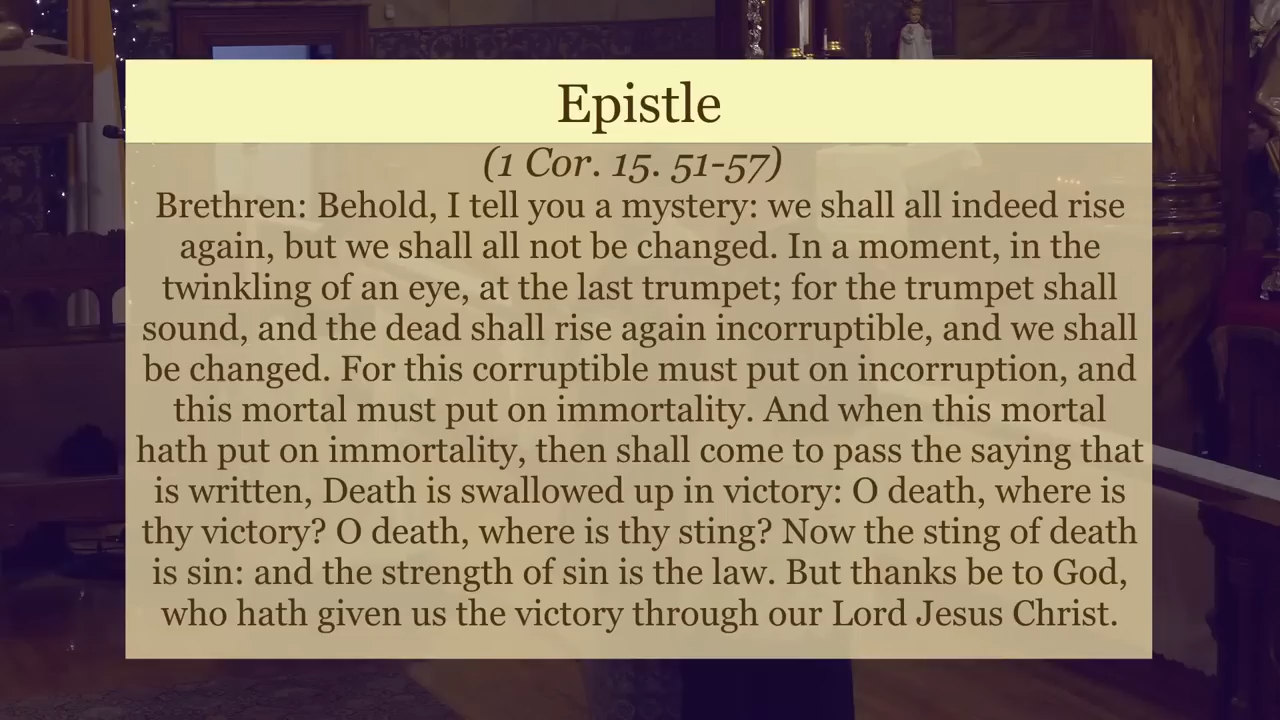 Epistle
(1 Cor. 15. 51-57)
Brethren: Behold, I tell you a mystery: we shall all indeed rise
again, but we shall all not be changed. In a moment, in the
twinkling of an eye, at the last trumpet; for the trumpet shall
sound, and the dead shall rise again incorruptible, and we shall
be changed. For this corruptible must put on incorruption, and
this mortal must put on immortality. And when this mortal
hath put on immortality, then shall come to pass the saying that
is written, Death is swallowed up in victory: O death, where is
thy victory? O death, where is thy sting? Now the sting of death
is sin: and the strength of sin is the law. But thanks be to God,
who hath given us the victory through our Lord Jesus Christ.